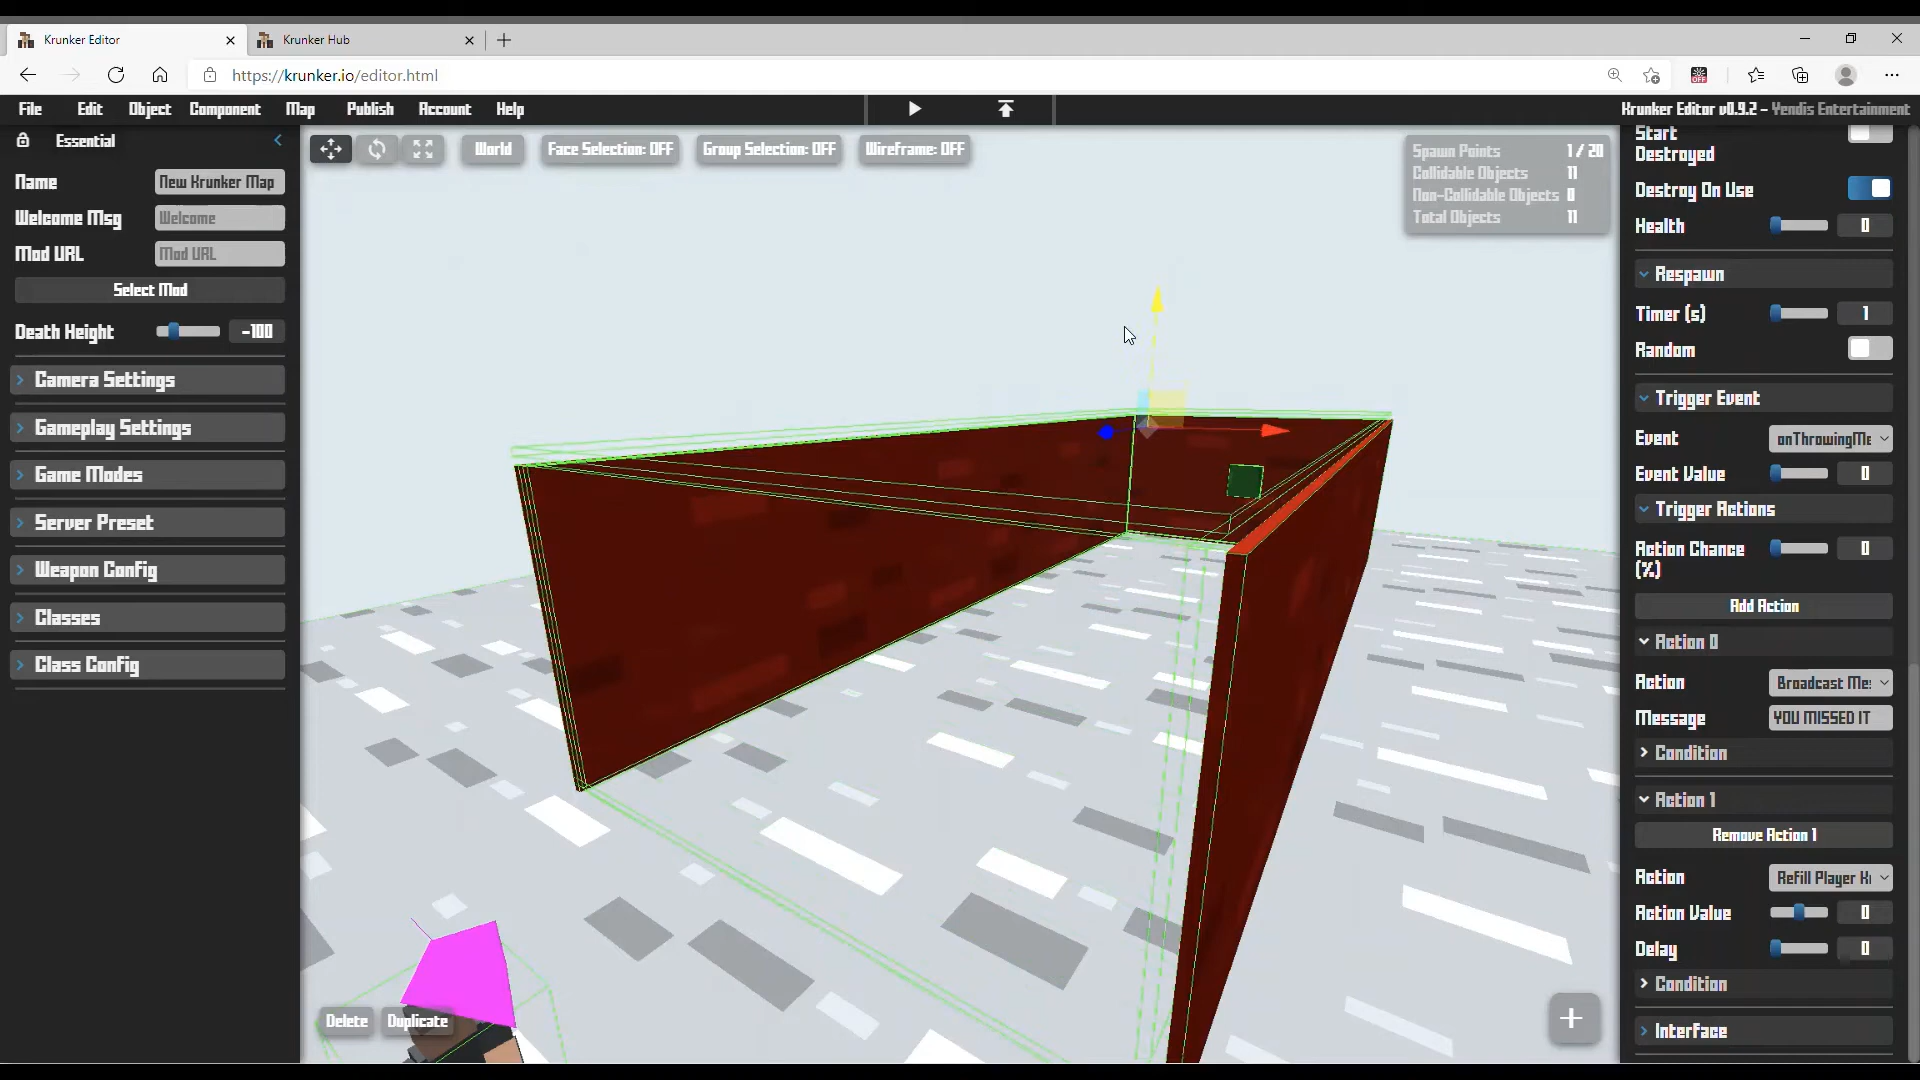 Krunker Editor
Krunker Hub
https://krunker.io/editor.html
File Edit Object Component Map Publish Account Help
Krunker Editor v0.9.2 - Yendis Entertainment
Essential
Name New Krunker Map
Welcome Msg Welcome
Mod URL Mod URL
Select Mod
Death Height -100
Camera Settings
Gameplay Settings
Game Modes
Server Preset
Weapon Config
Classes
Class Config
World Face Selection: OFF Group Selection: OFF Wireframe: OFF
Spawn Points 1 / 20
Collidable Objects 11
Non-Collidable Objects 0
Total Objects 11
Delete Duplicate
+
Start
Destroyed
Destroy On Use
Health 0
Respawn
Timer (s) 1
Random
Trigger Event
Event onThrowingMe
Event Value 0
Trigger Actions
Action Chance
(%) 0
Add Action
Action 0
Action Broadcast Me
Message YOU MISSED IT
Condition
Action 1
Remove Action 1
Action Refill Player K
Action Value 0
Delay 0
Condition
Interface